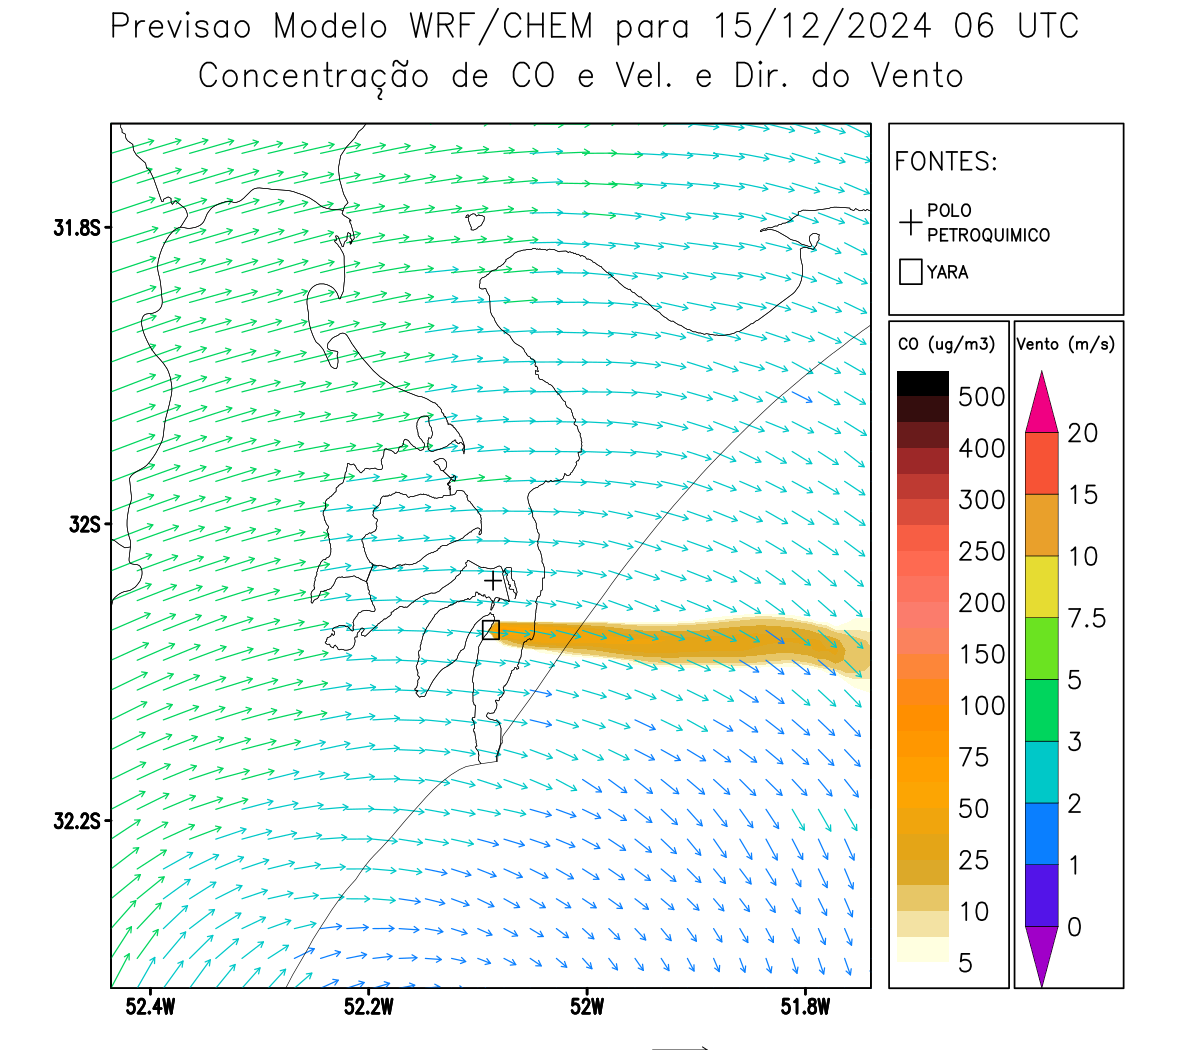 Previsao Modelo WRF/CHEM para 15/12/2024 06 UTC
Concentração de CO e Vel. e Dir. do Vento
FONTES:
POLO
PETROQUIMICO
YARA
CO (ug/m3)
500
400
300
250
200
150
100
75
50
25
10
5
Vento (m/s)
20
15
10
7.5
5
3
2
1
0
31.8S
32S
32.2S
52.4W
52.2W
52W
51.8W